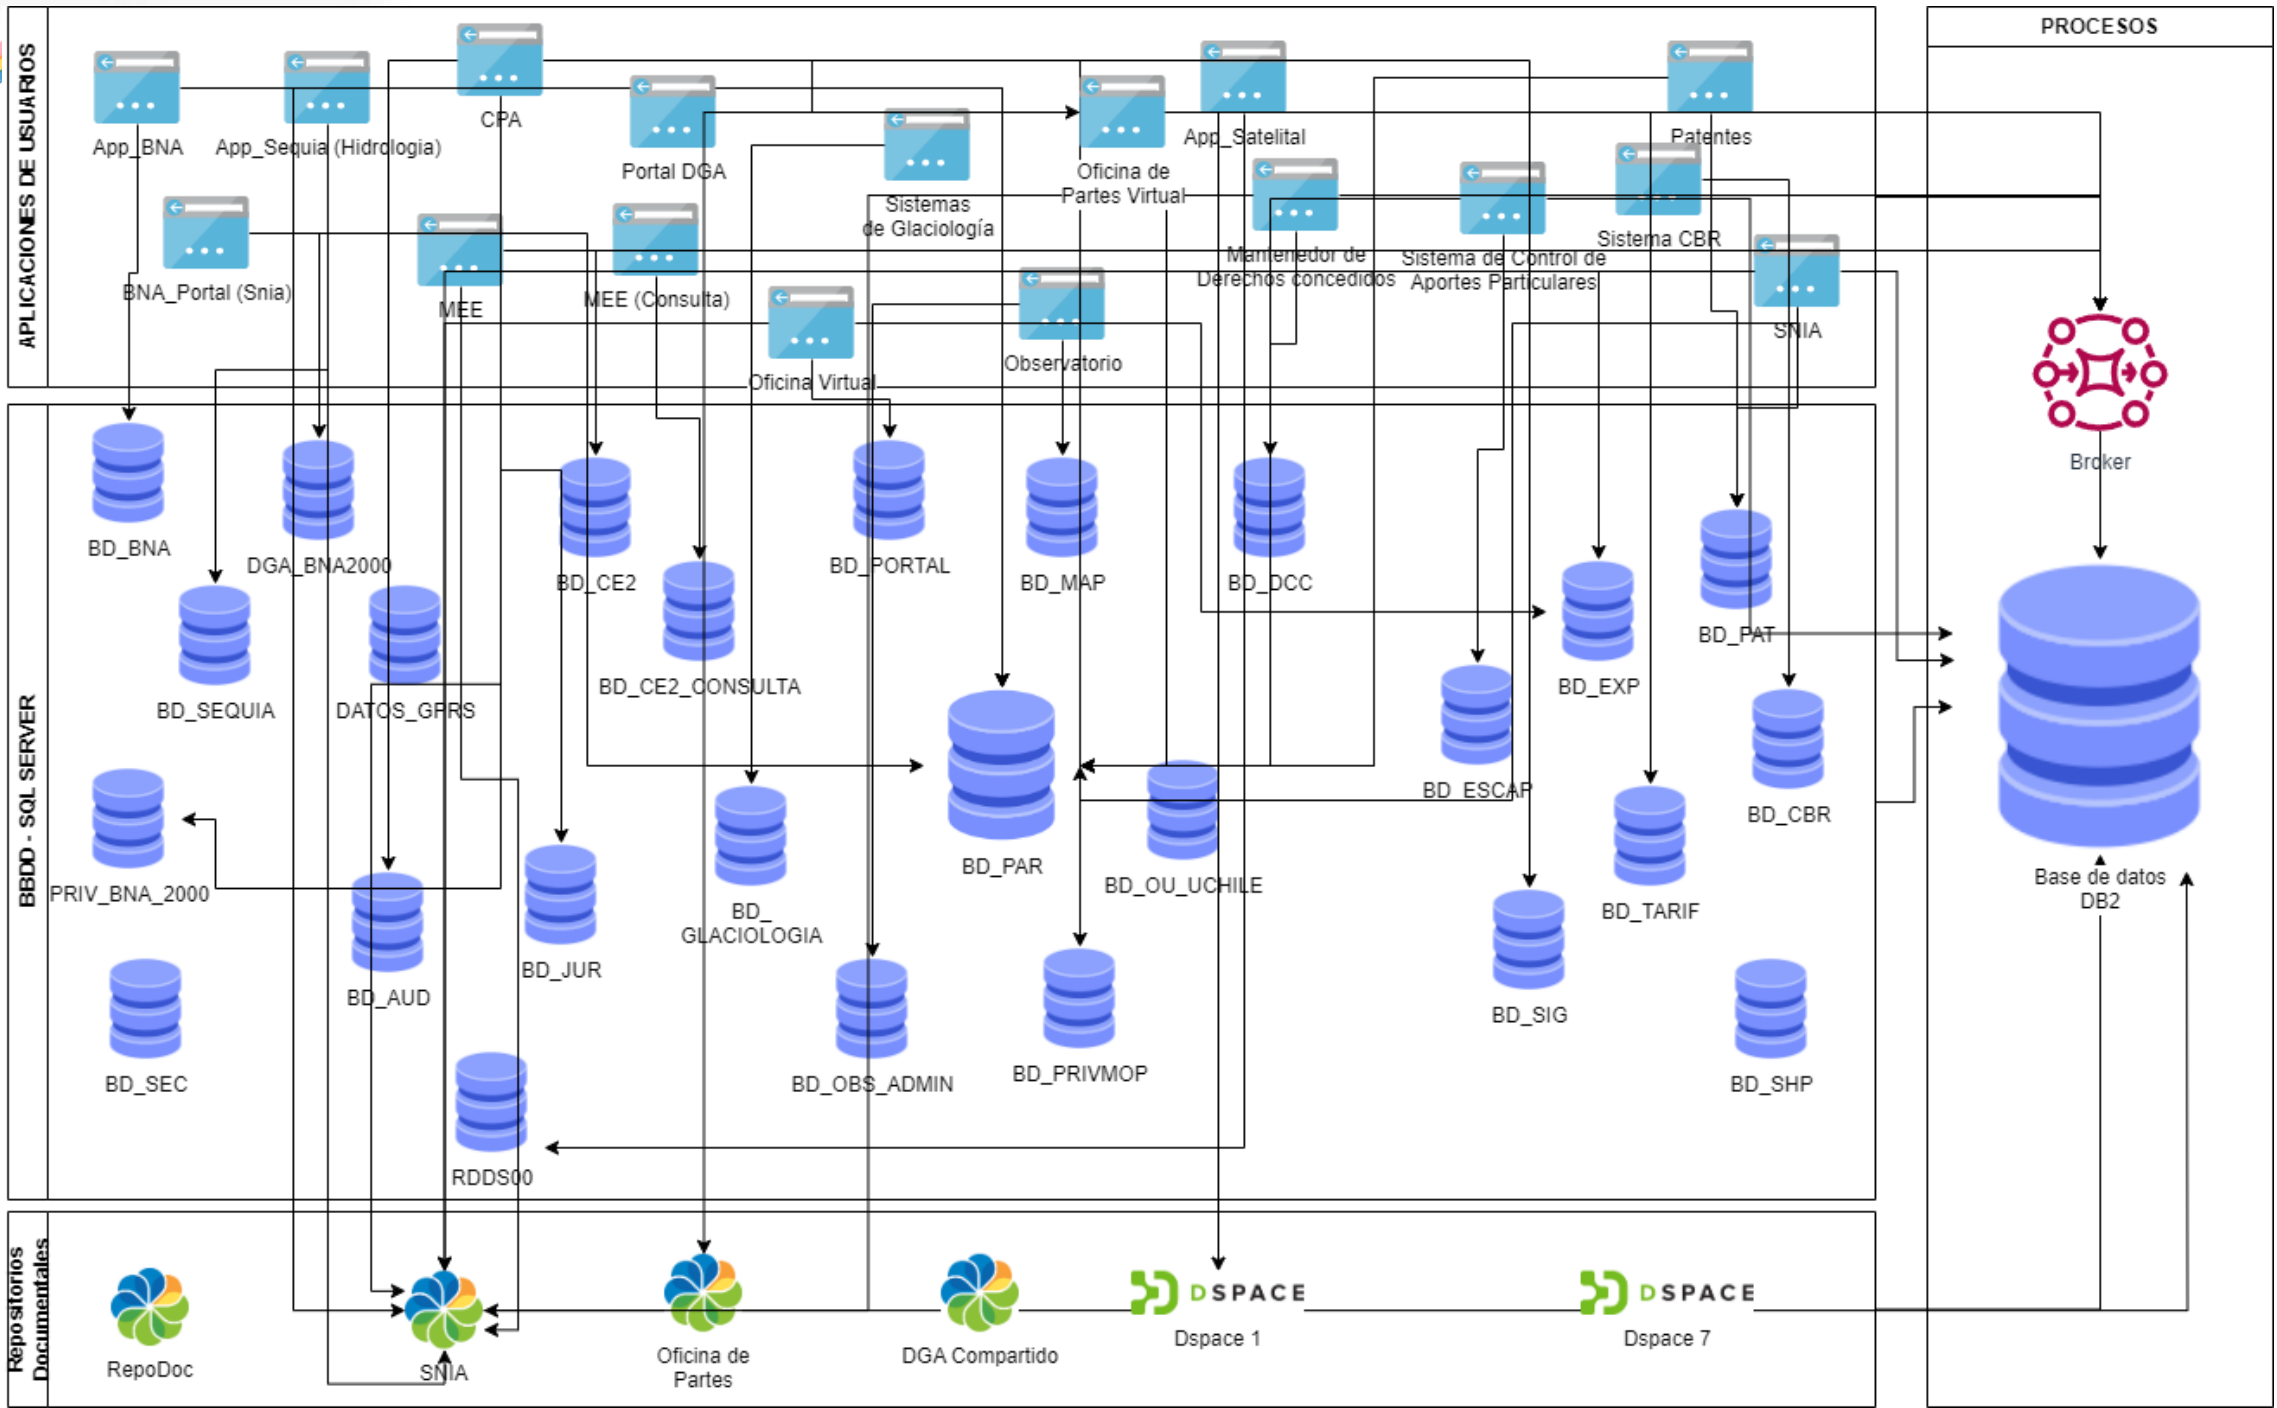 PROCESOS
APLICACIONES DE USUARIOS
App_BNA
App_Sequia (Hidrologia)
CPA
Portal DGA
Sistemas
de Glaciología
Oficina de
Partes Virtual
App_Satelital
Patentes
BNA_Portal (Snia)
MEE
MEE (Consulta)
Oficina Virtual
Observatorio
Mantenedor de
Derechos concedidos
Sistema de Control de
Aportes Particulares
Sistema CBR
SNIA
Broker
BBDD - SQL SERVER
BD_BNA
DGA_BNA2000
BD_CE2
BD_PORTAL
BD_MAP
BD_DCC
BD_PAT
BD_SEQUIA
DATOS_GPRS
BD_CE2_CONSULTA
BD_EXP
BD_ESCAP
BD_CBR
PRIV_BNA_2000
BD_PAR
BD_OU_UCHILE
BD_TARIF
Base de datos
DB2
BD_JUR
BD_
GLACIOLOGIA
BD_AUD
BD_SIG
BD_SEC
BD_OBS_ADMIN
BD_PRIVMOP
BD_SHP
RDDS00
Repositorios
Documentales
RepoDoc
SNIA
Oficina de
Partes
DGA Compartido
DSPACE
Dspace 1
DSPACE
Dspace 7